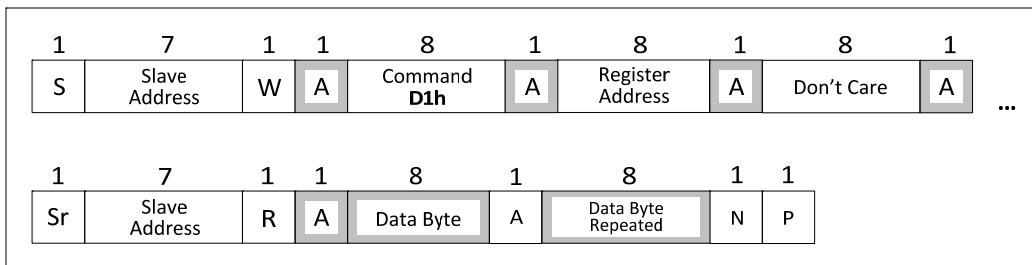 1 7 1 1 8 1 8 1 8 1
S Slave Address W A Command D1h A Register Address A Don't Care A ...
1 7 1 1 8 1 8 1 1
Sr Slave Address R A Data Byte A Data Byte Repeated N P